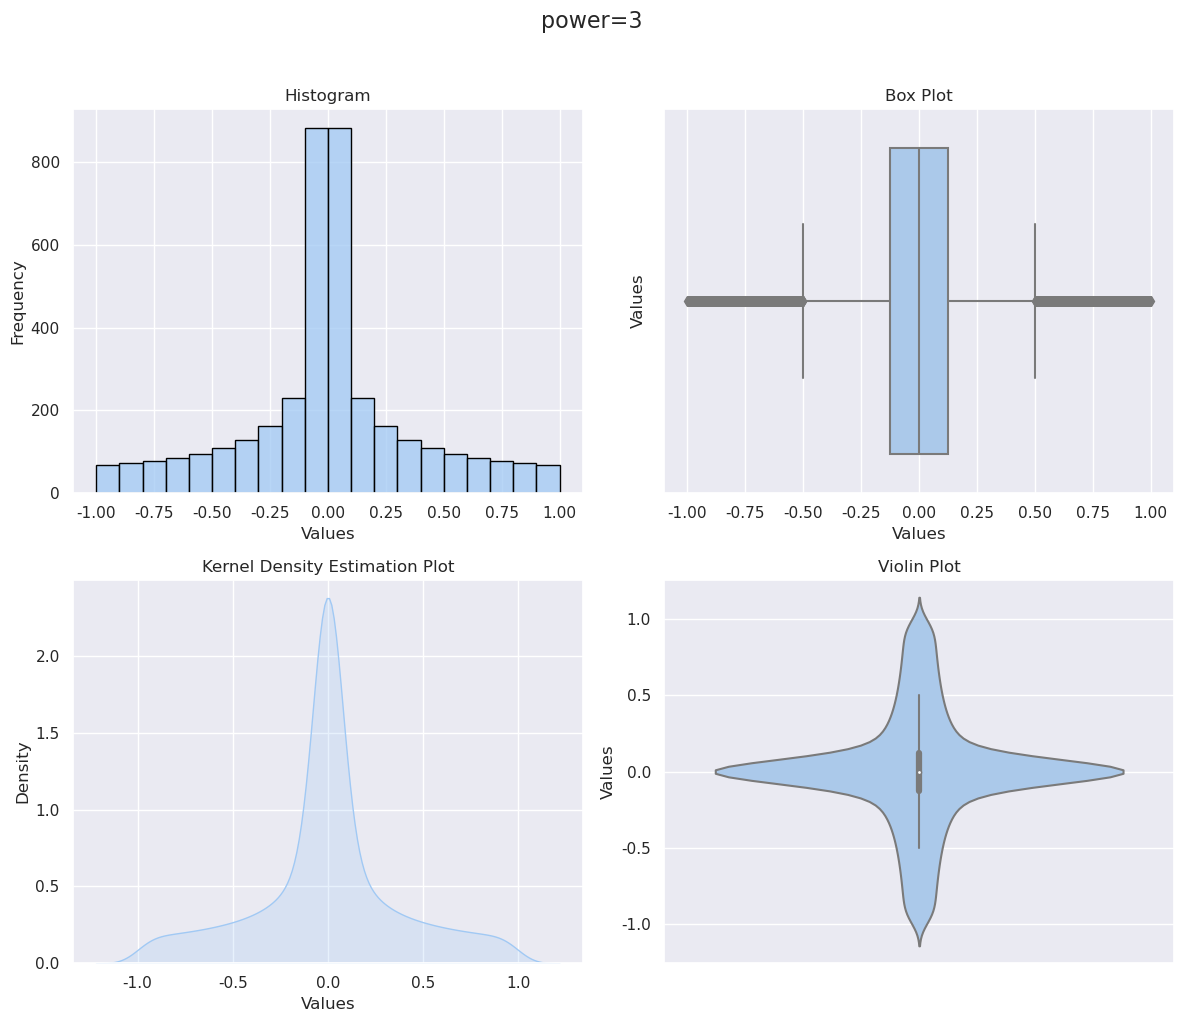 power=3
Histogram
Frequency
800
600
400
200
0
-1.00 -0.75 -0.50 -0.25 0.00 0.25 0.50 0.75 1.00
Values
Box Plot
Values
-1.00 -0.75 -0.50 -0.25 0.00 0.25 0.50 0.75 1.00
Values
Kernel Density Estimation Plot
Density
2.0
1.5
1.0
0.5
0.0
-1.0 -0.5 0.0 0.5 1.0
Values
Violin Plot
Values
1.0
0.5
0.0
-0.5
-1.0